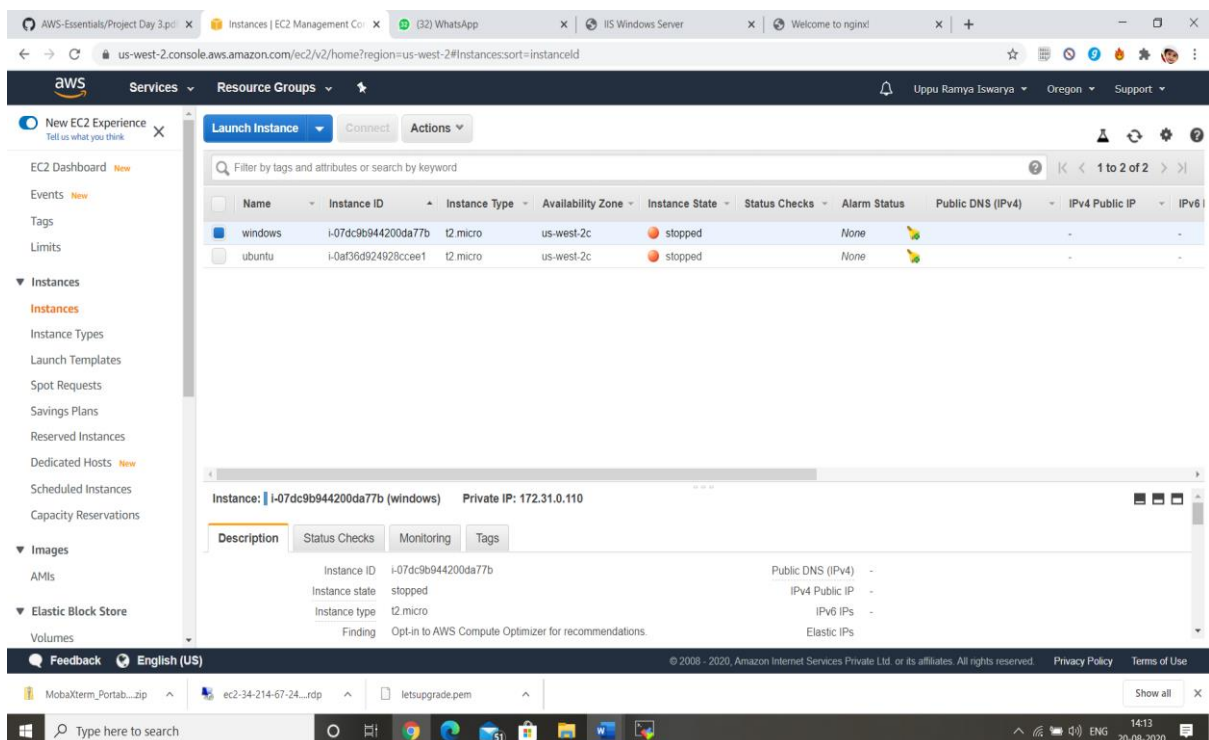 AWS-Essentials/Project Day 3.pdf
Instances | EC2 Management Co
(32) WhatsApp
IIS Windows Server
Welcome to nginx!
us-west-2.console.aws.amazon.com/ec2/v2/home?region=us-west-2#Instances:sort=instanceId
aws Services Resource Groups Uppu Ramya Iswarya Oregon Support
New EC2 Experience
Tell us what you think
EC2 Dashboard New
Events New
Tags
Limits
Instances
Instances
Instance Types
Launch Templates
Spot Requests
Savings Plans
Reserved Instances
Dedicated Hosts New
Scheduled Instances
Capacity Reservations
Images
AMIs
Elastic Block Store
Volumes
Launch Instance Connect Actions
Filter by tags and attributes or search by keyword 1 to 2 of 2
Name Instance ID Instance Type Availability Zone Instance State Status Checks Alarm Status Public DNS (IPv4) IPv4 Public IP IPv6
windows i-07dc9b944200da77b t2.micro us-west-2c stopped None - -
ubuntu i-0af36d924928ccee1 t2.micro us-west-2c stopped None - -
Instance: i-07dc9b944200da77b (windows) Private IP: 172.31.0.110
Description Status Checks Monitoring Tags
Instance ID i-07dc9b944200da77b Public DNS (IPv4) -
Instance state stopped IPv4 Public IP -
Instance type t2.micro IPv6 IPs -
Finding Opt-in to AWS Compute Optimizer for recommendations. Elastic IPs
Feedback English (US) © 2008 - 2020, Amazon Internet Services Private Ltd. or its affiliates. All rights reserved. Privacy Policy Terms of Use
MobaXterm_Portab....zip ec2-34-214-67-24....rdp letsupgrade.pem Show all
Type here to search 51 ENG 14:13
20-08-2020